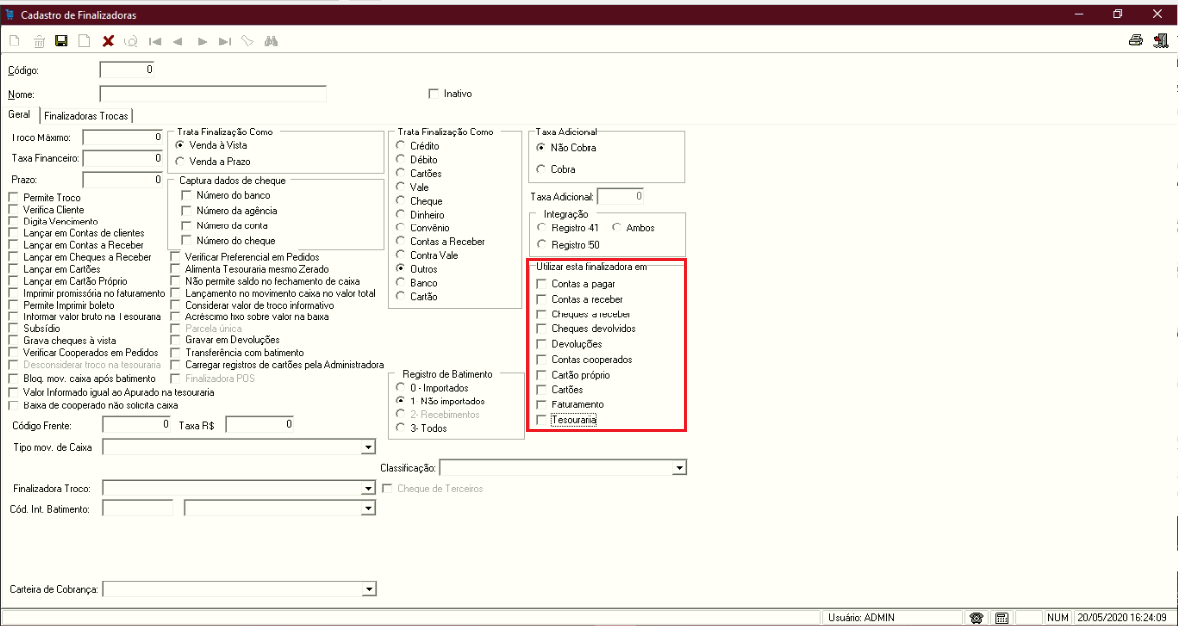 Cadastro de Finalizadoras
Código: 0
Nome:
Inativo
Geral Finalizadoras Trocas
Troco Máximo: 0
Taxa Financeiro: 0
Prazo: 0
Permite Troco
Verifica Cliente
Digita Vencimento
Lançar em Contas de clientes
Lançar em Contas a Receber
Lançar em Cheques a Receber
Lançar em Cartões
Lançar em Cartão Próprio
Imprimir promissória no faturamento
Permite Imprimir boleto
Informar valor bruto na Tesouraria
Subsídio
Grava cheques à vista
Verificar Cooperados em Pedidos
Desconsiderar troco na tesouraria
Bloq. mov. caixa após batimento
Valor Informado igual ao Apurado na tesouraria
Baixa de cooperado não solicita caixa
Trata Finalização Como
Venda à Vista
Venda a Prazo
Captura dados de cheque
Número do banco
Número da agência
Número da conta
Número do cheque
Verificar Preferencial em Pedidos
Alimenta Tesouraria mesmo Zerado
Não permite saldo no fechamento de caixa
Lançamento no movimento caixa no valor total
Considerar valor de troco informativo
Acréscimo fixo sobre valor na baixa
Parcela única
Gravar em Devoluções
Transferência com batimento
Carregar registros de cartões pela Administradora
Finalizadora POS
Trata Finalização Como
Crédito
Débito
Cartões
Vale
Cheque
Dinheiro
Convênio
Contas a Receber
Contra Vale
Outros
Banco
Cartão
Registro de Batimento
0 - Importados
1- Não importados
2- Recebimentos
3- Todos
Taxa Adicional
Não Cobra
Cobra
Taxa Adicional: 0
Integração
Registro 41 Ambos
Registro 50
Utilizar esta finalizadora em
Contas a pagar
Contas a receber
Cheques a receber
Cheques devolvidos
Devoluções
Contas cooperados
Cartão próprio
Cartões
Faturamento
Tesouraria
Código Frente: 0 Taxa R$ 0
Tipo mov. de Caixa
Classificação:
Finalizadora Troco:
Cheque de Terceiros
Cód. Int. Batimento:
Carteira de Cobrança:
Usuário: ADMIN NUM 20/05/2020 16:24:09